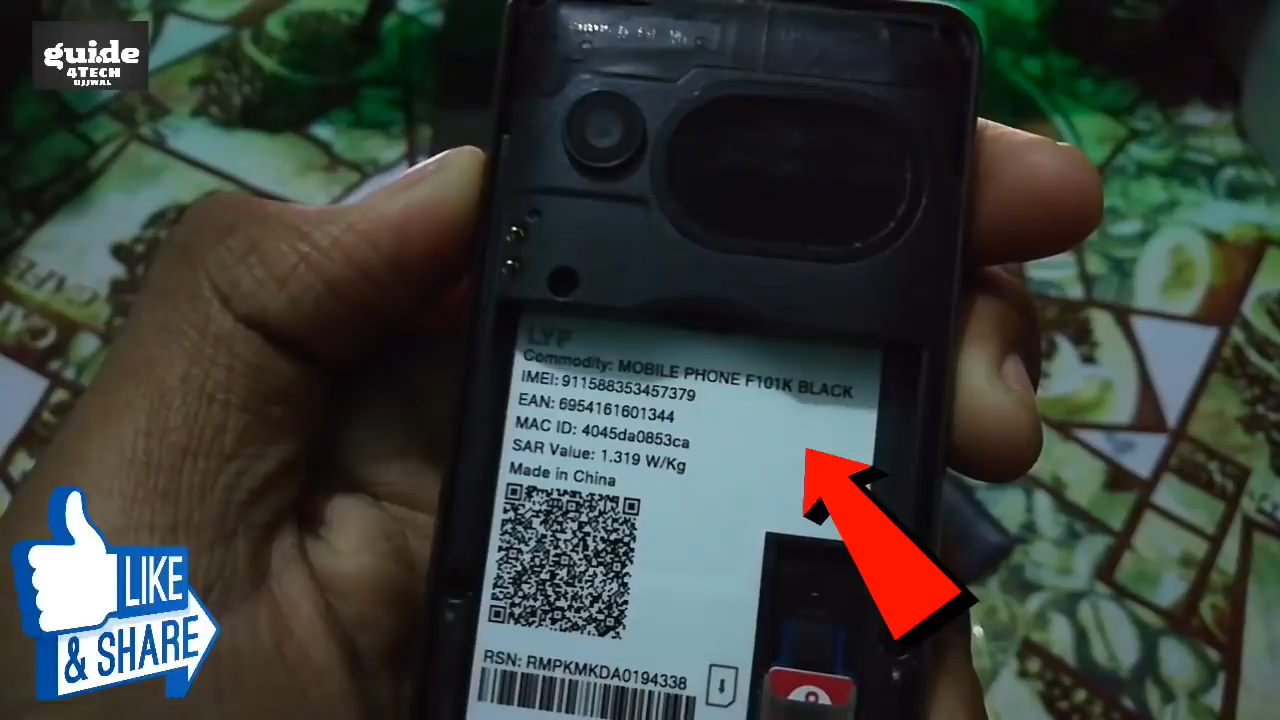 guide
4TECH
UJJWAL
LYF
Commodity: MOBILE PHONE F101K BLACK
IMEI: 911588353457379
EAN: 6954161601344
MAC ID: 4045da0853ca
SAR Value: 1.319 W/Kg
Made in China
RSN: RMPKMKDA0194338
LIKE
& SHARE
CAFE